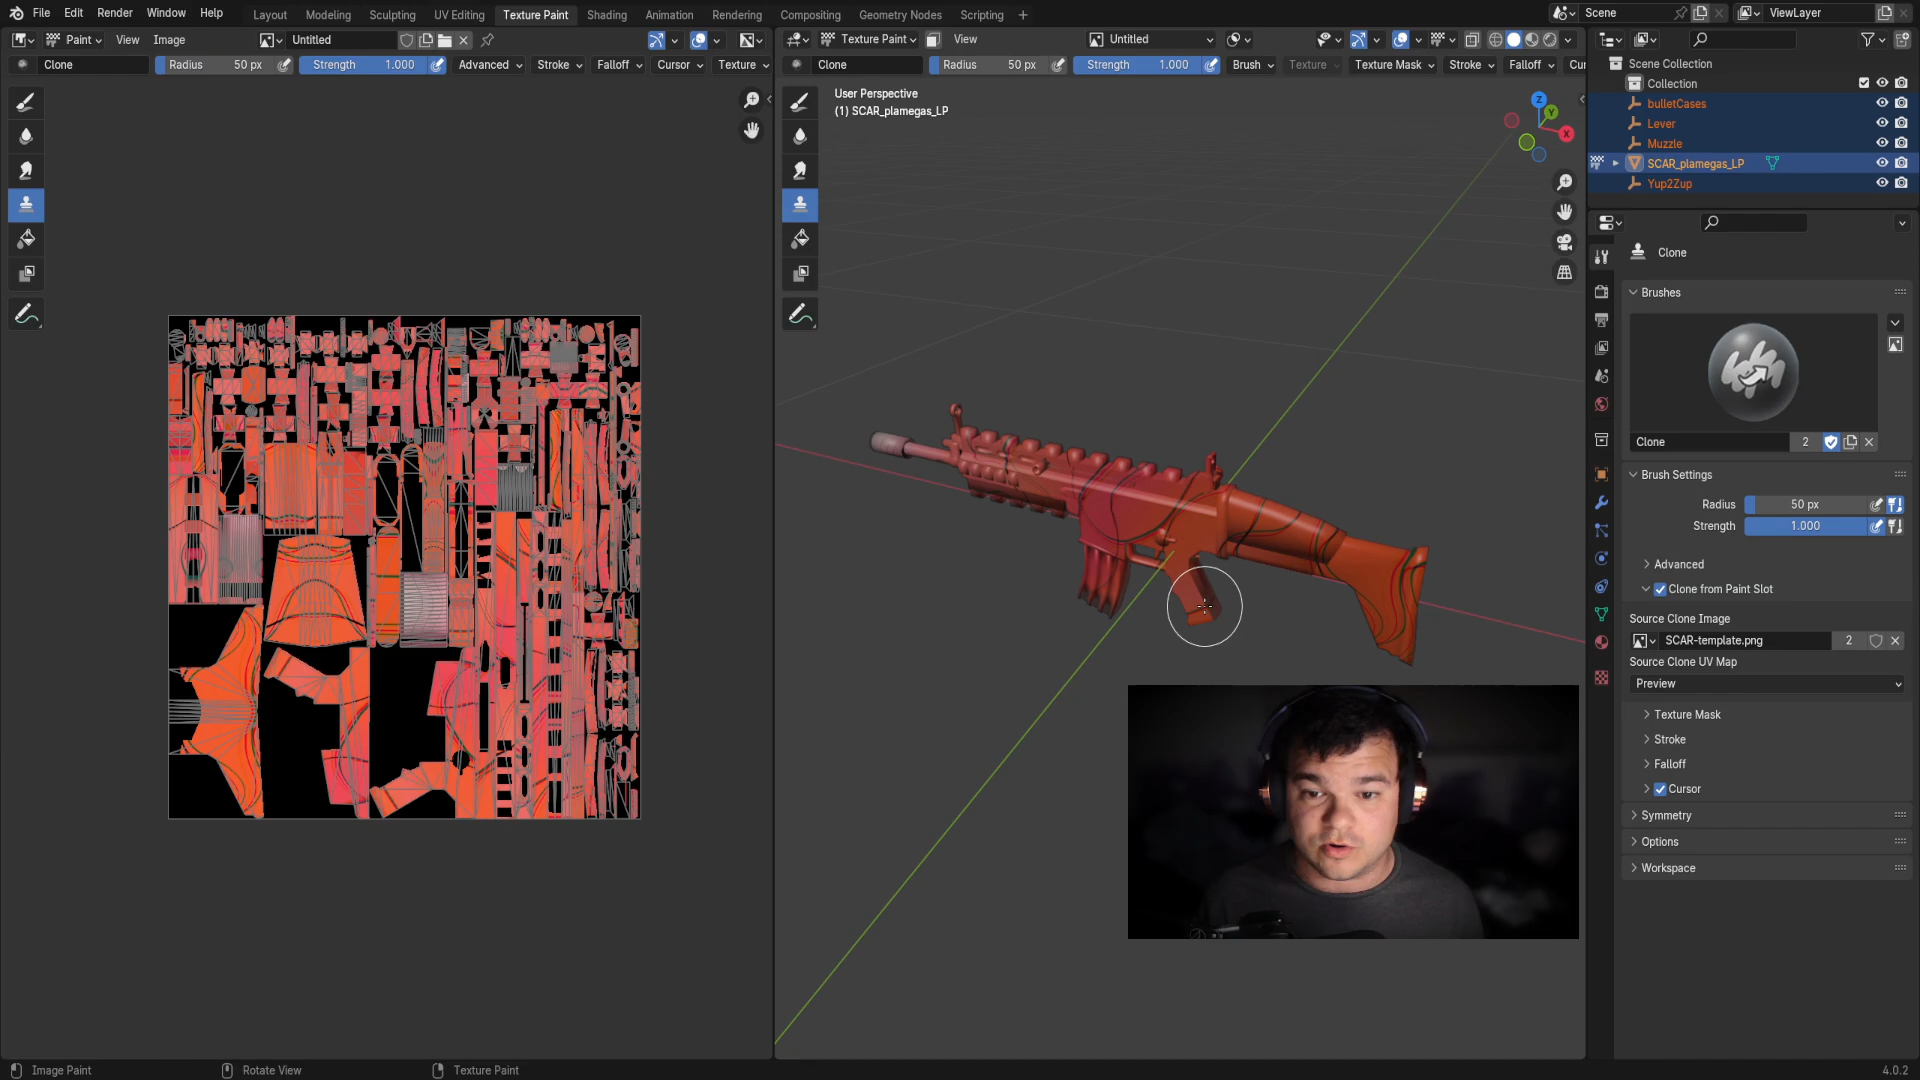 File Edit Render Window Help Layout Modeling Sculpting UV Editing Texture Paint Shading Animation Rendering Compositing Geometry Nodes Scripting + Scene ViewLayer
Paint View Image Untitled Texture Paint View Untitled
Clone Radius 50 px Strength 1.000 Advanced Stroke Falloff Cursor Texture Clone Radius 50 px Strength 1.000 Brush Texture Texture Mask Stroke Falloff Cur
User Perspective
(1) SCAR_plamegas_LP
Z
Y
X
Scene Collection
Collection
bulletCases
Lever
Muzzle
SCAR_plamegas_LP
Yup2Zup
Clone
Brushes
Clone 2
Brush Settings
Radius 50 px
Strength 1.000
Advanced
Clone from Paint Slot
Source Clone Image
SCAR-template.png 2
Source Clone UV Map
Preview
Texture Mask
Stroke
Falloff
Cursor
Symmetry
Options
Workspace
Image Paint Rotate View Texture Paint 4.0.2